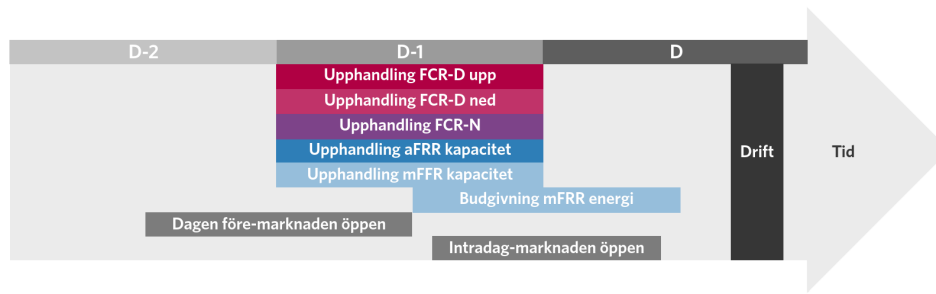 D-2
D-1
D
Upphandling FCR-D upp
Upphandling FCR-D ned
Upphandling FCR-N
Upphandling aFRR kapacitet
Upphandling mFFR kapacitet
Budgivning mFRR energi
Dagen före-marknaden öppen
Intradag-marknaden öppen
Drift
Tid